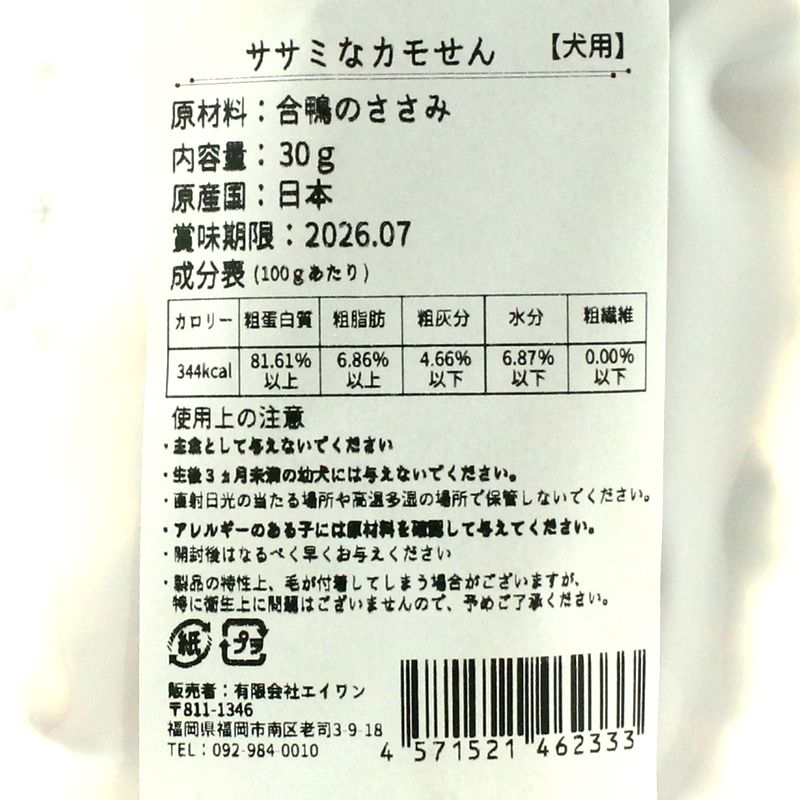 ササミなカモせん 【犬用】
原材料：合鴨のささみ
内容量：30g
原産国：日本
賞味期限：2026.07
成分表(100gあたり)
カロリー 粗蛋白質 粗脂肪 粗灰分 水分 粗繊維
344kcal 81.61%以上 6.86%以上 4.66%以下 6.87%以下 0.00%以下
使用上の注意
・主食として与えないでください
・生後3ヵ月未満の幼犬には与えないでください。
・直射日光の当たる場所や高温多湿の場所で保管しないでください。
・アレルギーのある子には原材料を確認して与えてください。
・開封後はなるべく早くお与えください
・製品の特性上、毛が付着してしまう場合がございますが、
特に衛生上に問題はございませんので、予めご了承ください。
紙 プラ
販売者：有限会社エイワン
〒811-1346
福岡県福岡市南区老司3-9-18
TEL：092-984-0010
4 571521 462333